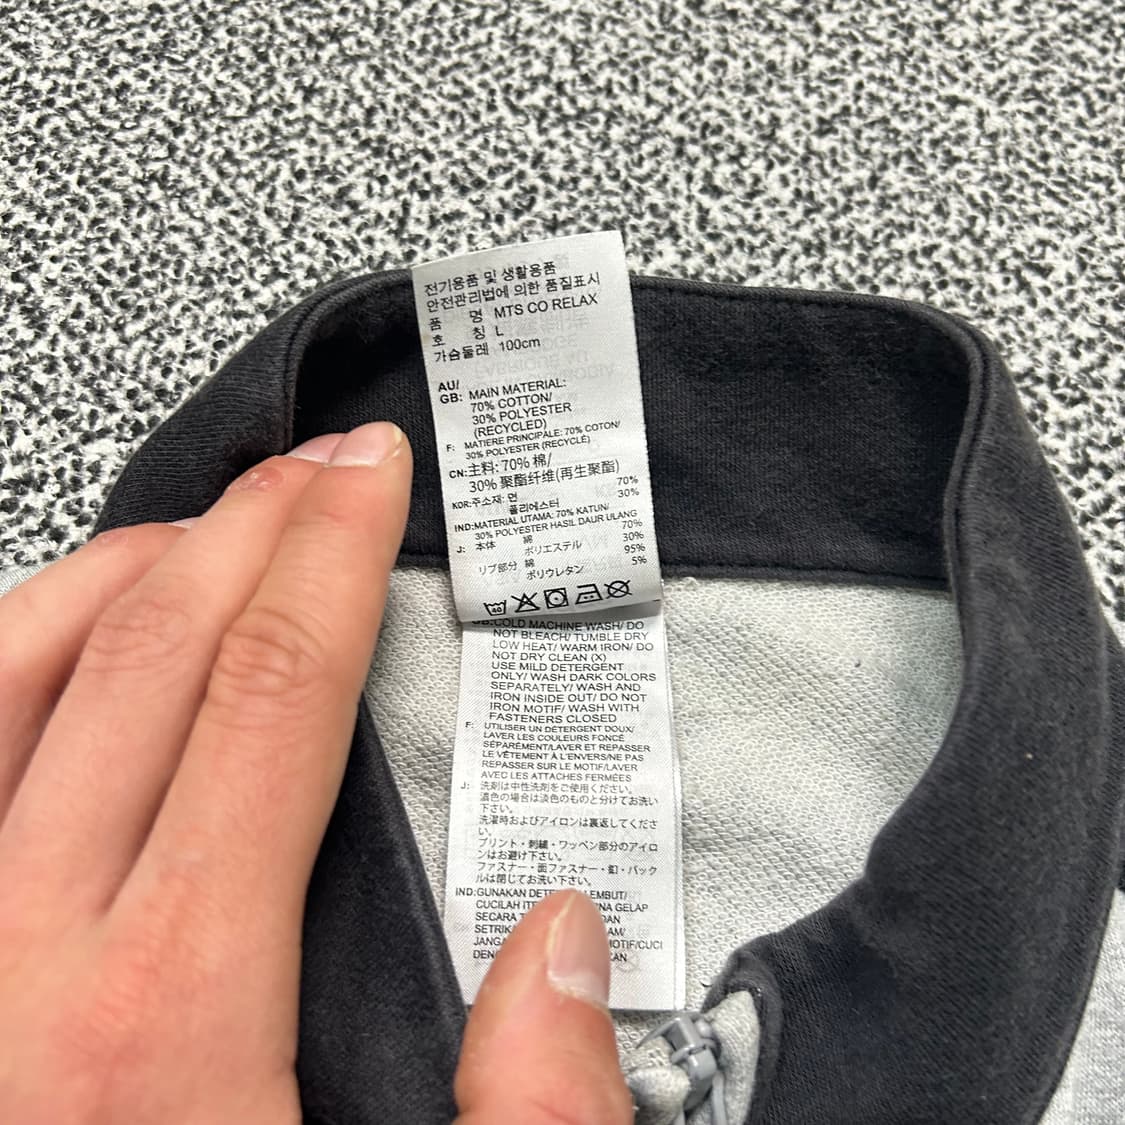 전기용품 및 생활용품
안전관리법에 의한 품질표시
품 명 MTS CO RELAX
호 칭 L
가슴둘레 100cm
AU/
GB: MAIN MATERIAL:
70% COTTON/
30% POLYESTER
(RECYCLED)
F: MATIERE PRINCIPALE: 70% COTON/
30% POLYESTER (RECYCLÉ)
CN:主料: 70% 棉/
30% 聚酯纤维(再生聚酯)
KOR:주소재: 면 70%
폴리에스터 30%
IND:MATERIAL UTAMA: 70% KATUN/
30% POLYESTER HASIL DAUR ULANG
J: 本体 綿 70%
ポリエステル 30%
リブ部分 綿 95%
ポリウレタン 5%
40
GB:COLD MACHINE WASH/ DO
NOT BLEACH/ TUMBLE DRY
LOW HEAT/ WARM IRON/ DO
NOT DRY CLEAN (X)
USE MILD DETERGENT
ONLY/ WASH DARK COLORS
SEPARATELY/ WASH AND
IRON INSIDE OUT/ DO NOT
IRON MOTIF/ WASH WITH
FASTENERS CLOSED
F: UTILISER UN DÉTERGENT DOUX/
LAVER LES COULEURS FONCÉ
SÉPARÉMENT/LAVER ET REPASSER
LE VÊTEMENT À L'ENVERS/NE PAS
REPASSER SUR LE MOTIF/LAVER
AVEC LES ATTACHES FERMÉES
J: 洗剤は中性洗剤をご使用ください。
濃色の場合は淡色のものと分けてお洗い
下さい。
洗濯時およびアイロンは裏返してくださ
い。
プリント・刺繍・ワッペン部分のアイロ
ンはお避け下さい。
ファスナー・面ファスナー・釦・バック
ルは閉じてお洗い下さい。
IND:GUNAKAN LEMBUT/
CUCILAH GELAP
SECARA
MOTIF/CUCI